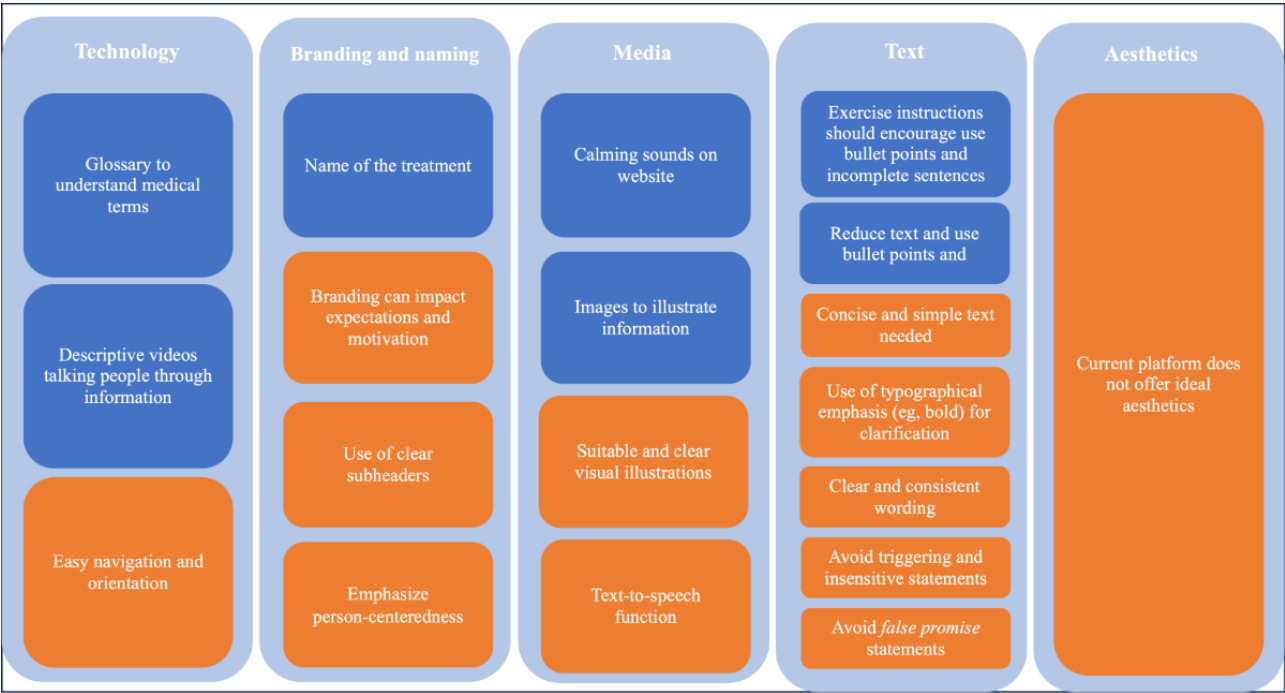 Technology
Glossary to
understand medical
terms
Descriptive videos
talking people through
information
Easy navigation and
orientation
Branding and naming
Name of the treatment
Branding can impact
expectations and
motivation
Use of clear
subheaders
Emphasize
person-centeredness
Media
Calming sounds on
website
Images to illustrate
information
Suitable and clear
visual illustrations
Text-to-speech
function
Text
Exercise instructions
should encourage use
bullet points and
incomplete sentences
Reduce text and use
bullet points and
Concise and simple text
needed
Use of typographical
emphasis (eg, bold) for
clarification
Clear and consistent
wording
Avoid triggering and
insensitive statements
Avoid false promise
statements
Aesthetics
Current platform does
not offer ideal
aesthetics